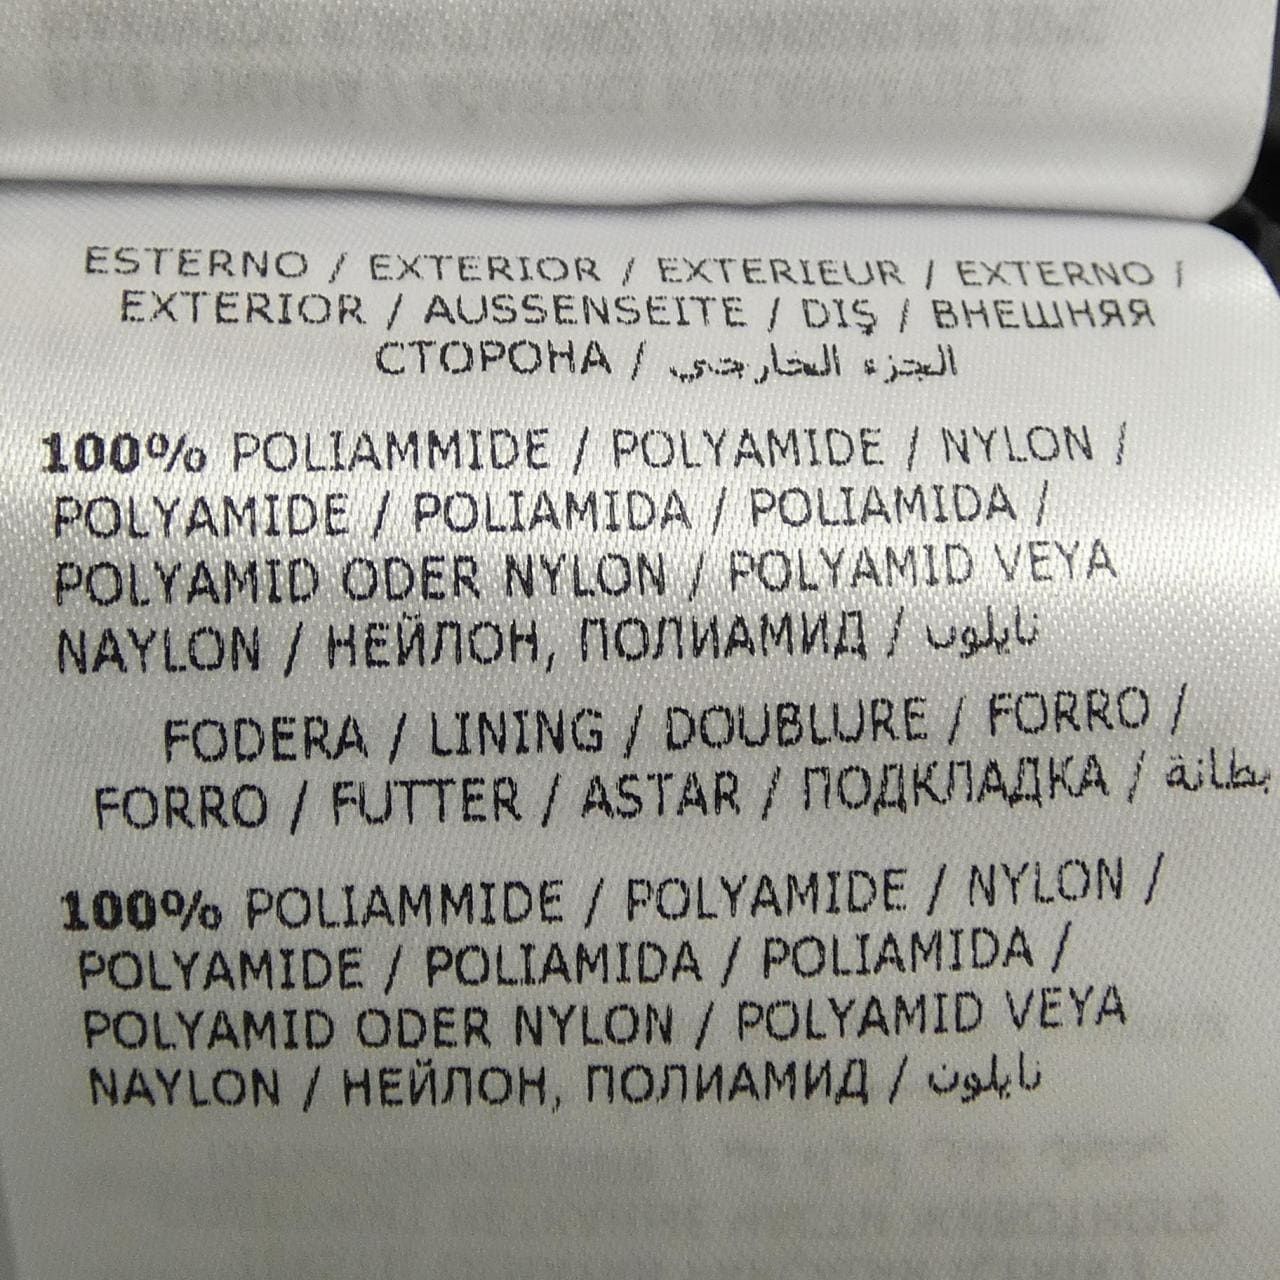 ESTERNO / EXTERIOR / EXTERIEUR / EXTERNO /
EXTERIOR / AUSSENSEITE / DIŞ / ВНЕШНЯЯ
СТОРОНА / الجزء الخارجي
100% POLIAMMIDE / POLYAMIDE / NYLON /
POLYAMIDE / POLIAMIDA / POLIAMIDA /
POLYAMID ODER NYLON / POLYAMID VEYA
NAYLON / НЕЙЛОН, ПОЛИАМИД / نايلون
FODERA / LINING / DOUBLURE / FORRO /
FORRO / FUTTER / ASTAR / ПОДКЛАДКА / بطانة
100% POLIAMMIDE / POLYAMIDE / NYLON /
POLYAMIDE / POLIAMIDA / POLIAMIDA /
POLYAMID ODER NYLON / POLYAMID VEYA
NAYLON / НЕЙЛОН, ПОЛИАМИД / نايلون